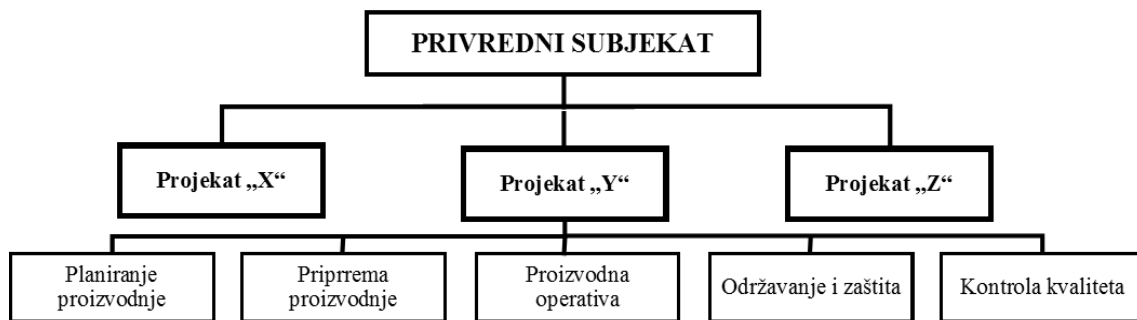 PRIVREDNI SUBJEKAT
Projekat „X“
Projekat „Y“
Projekat „Z“
Planiranje
proizvodnje
Priprrema
proizvodnje
Proizvodna
operativa
Održavanje i zaštita
Kontrola kvaliteta